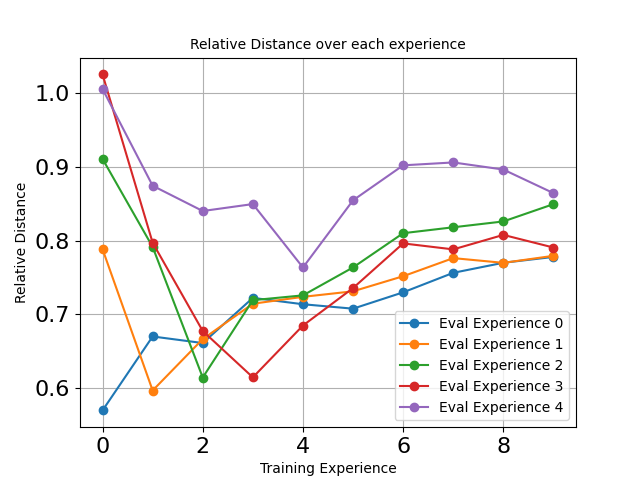 Relative Distance over each experience
Relative Distance
1.0
0.9
0.8
0.7
0.6
0 2 4 6 8
Training Experience
Eval Experience 0
Eval Experience 1
Eval Experience 2
Eval Experience 3
Eval Experience 4